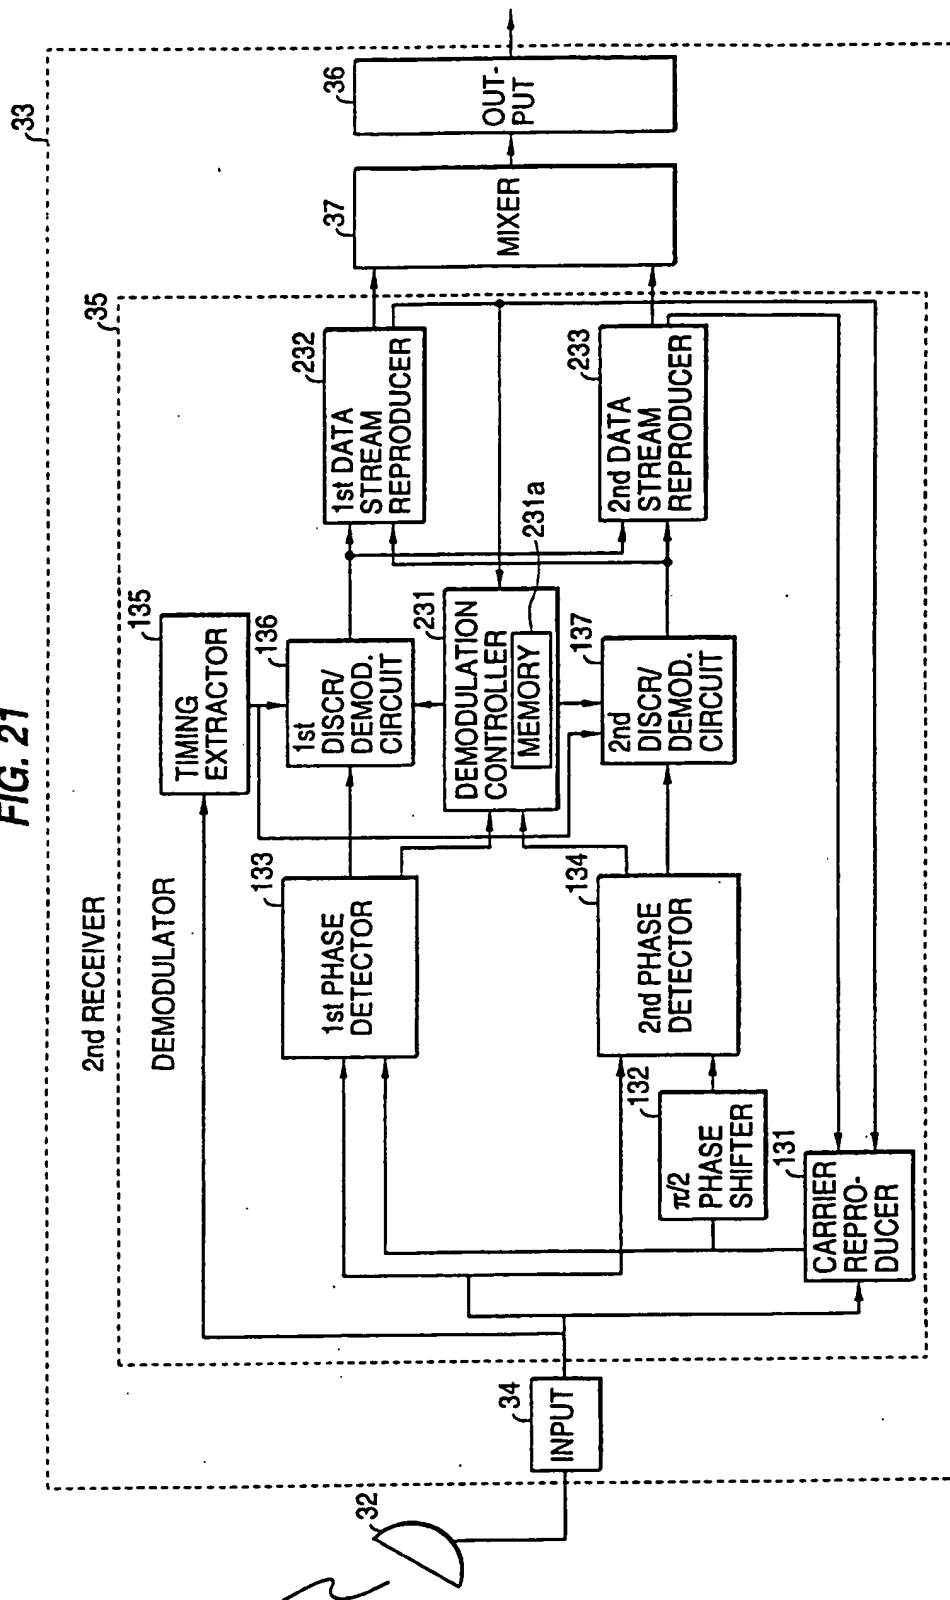 FIG. 21
33
2nd RECEIVER
35
DEMODULATOR
135
TIMING
EXTRACTOR
133
1st PHASE
DETECTOR
136
1st
DISCR/
DEMOD.
CIRCUIT
232
1st DATA
STREAM
REPRODUCER
37
MIXER
36
OUT-
PUT
32
34
INPUT
231
DEMODULATION
CONTROLLER
MEMORY
231a
134
2nd PHASE
DETECTOR
137
2nd
DISCR/
DEMOD.
CIRCUIT
233
2nd DATA
STREAM
REPRODUCER
132
π/2
PHASE
SHIFTER
131
CARRIER
REPRO-
DUCER